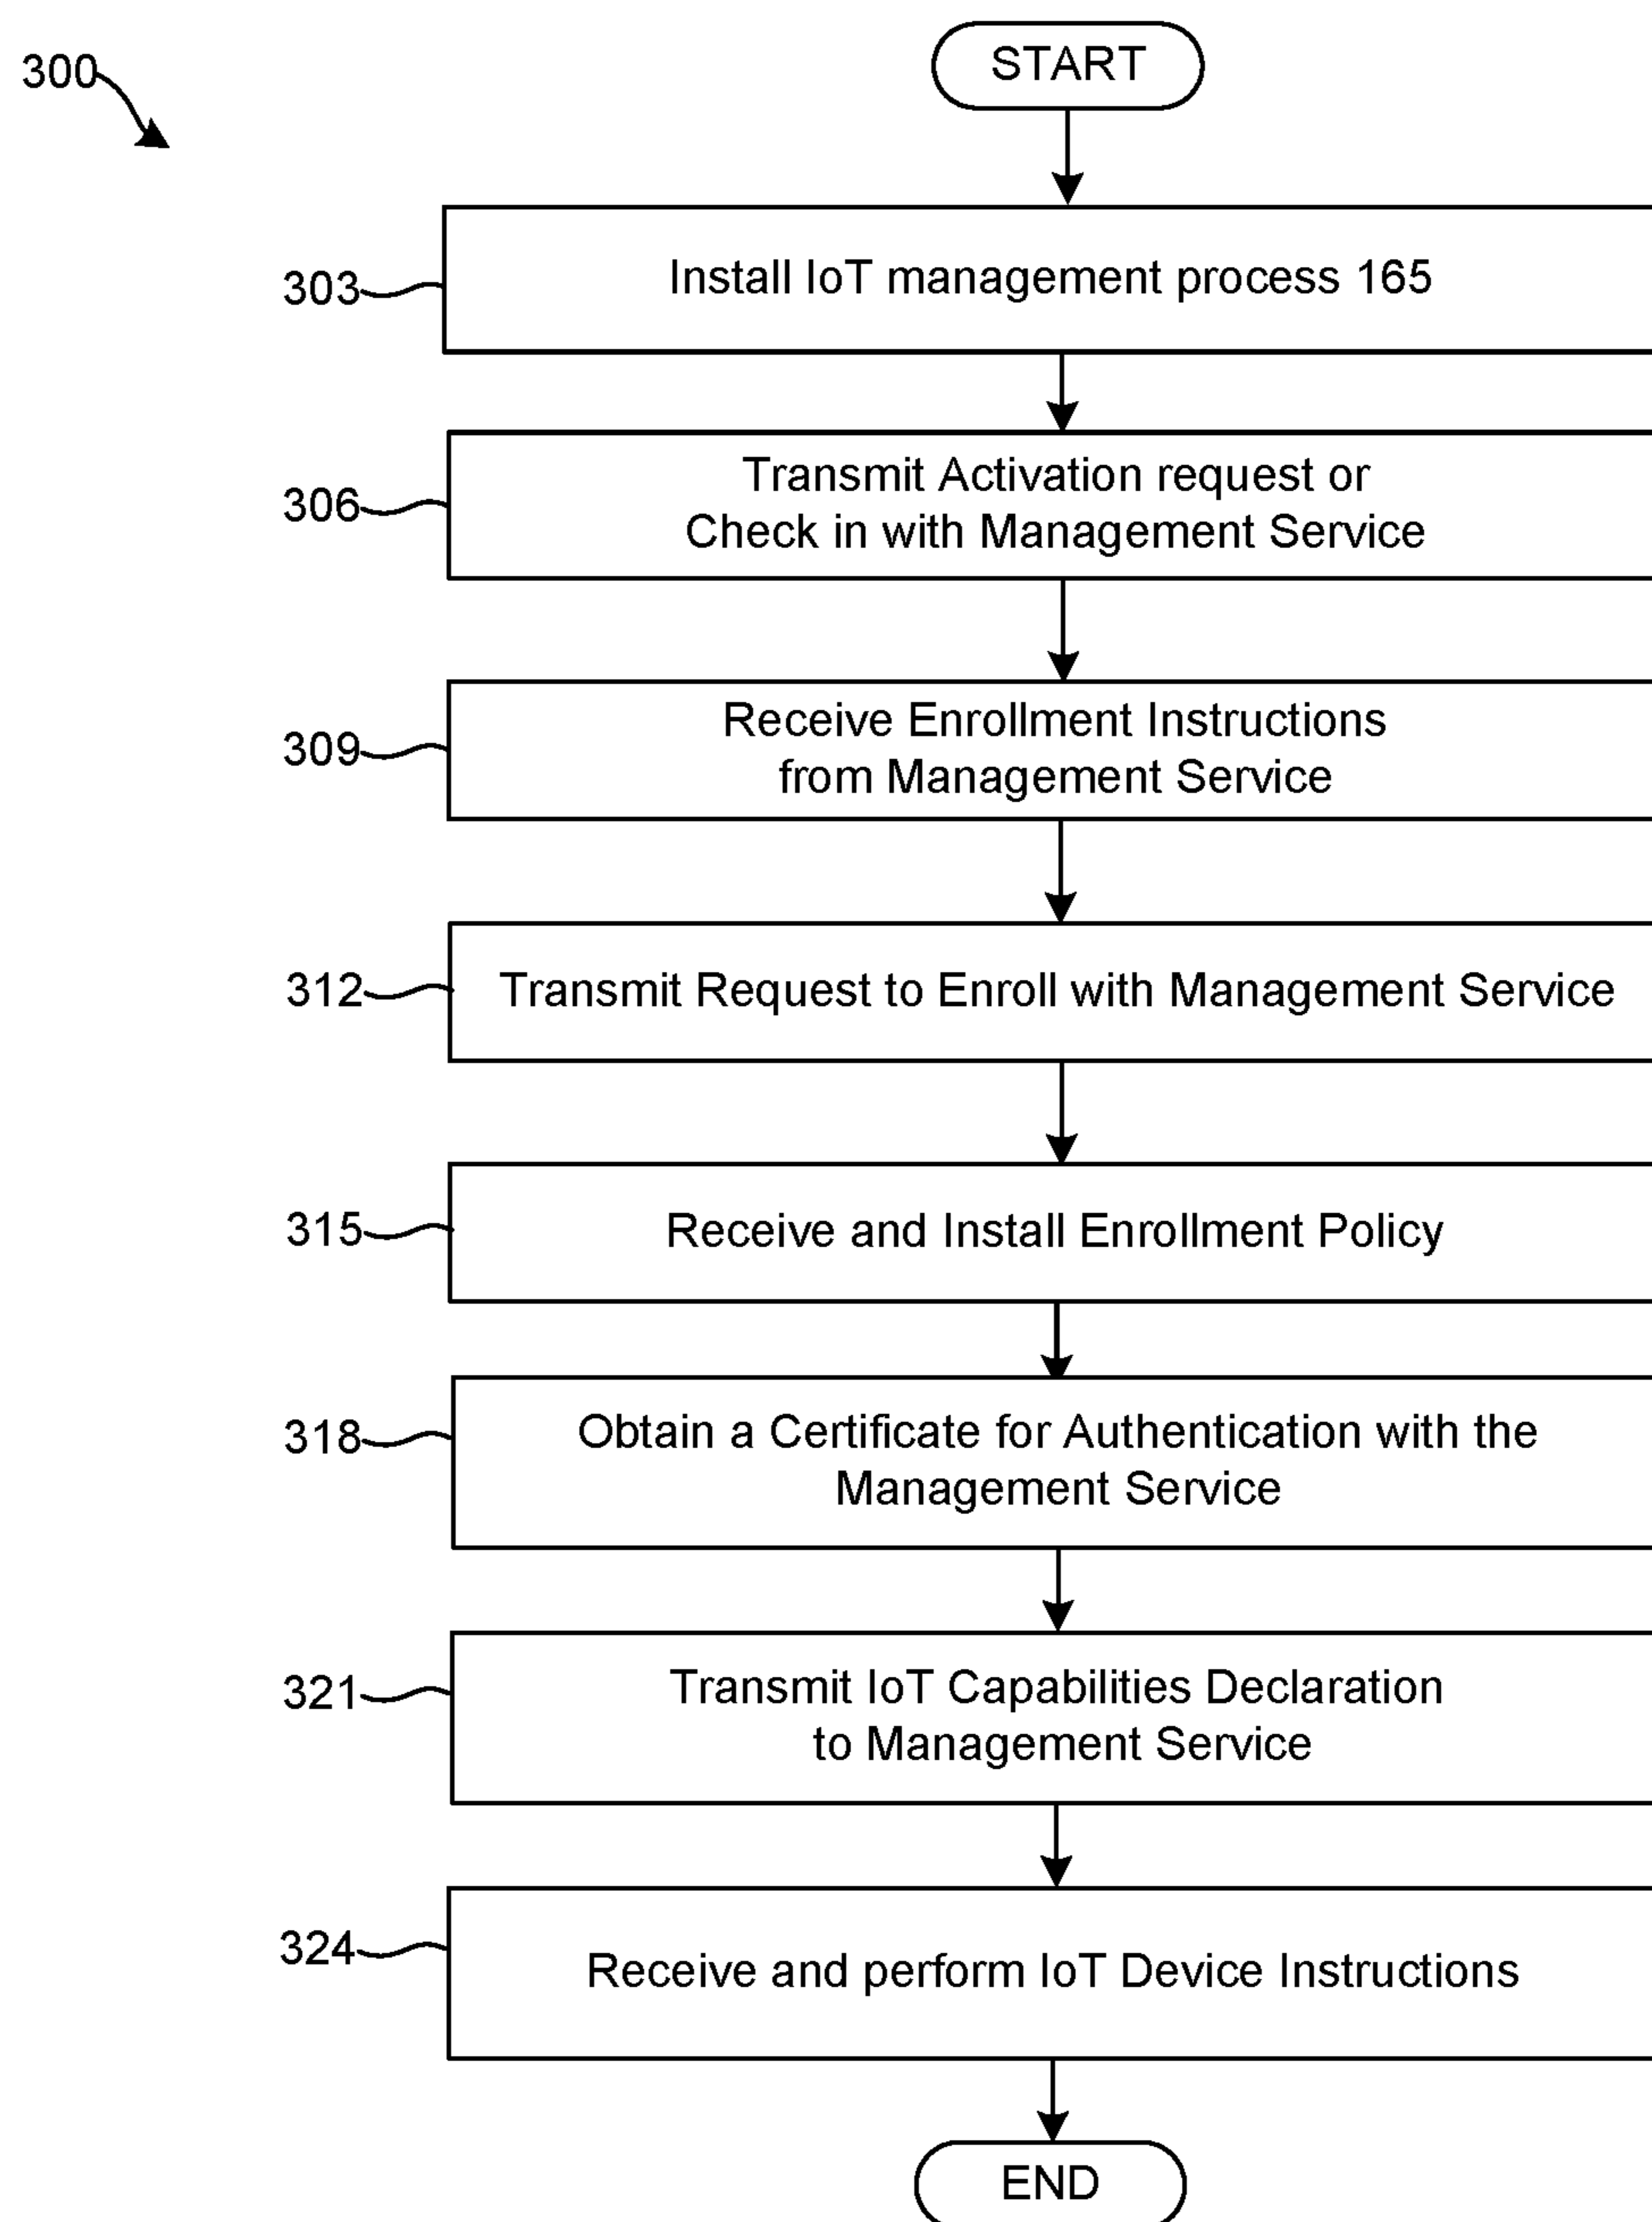 300
START
303
Install IoT management process 165
306
Transmit Activation request or
Check in with Management Service
309
Receive Enrollment Instructions
from Management Service
312
Transmit Request to Enroll with Management Service
315
Receive and Install Enrollment Policy
318
Obtain a Certificate for Authentication with the
Management Service
321
Transmit IoT Capabilities Declaration
to Management Service
324
Receive and perform IoT Device Instructions
END